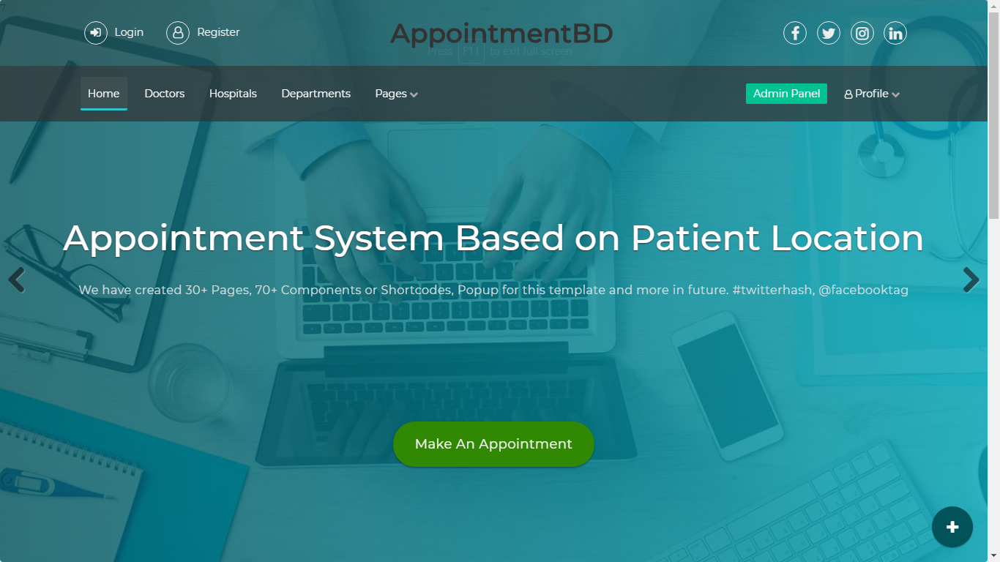 Login
Register
AppointmentBD
Press F11 to exit full screen
Home
Doctors
Hospitals
Departments
Pages
Admin Panel
Profile
Appointment System Based on Patient Location
We have created 30+ Pages, 70+ Components or Shortcodes, Popup for this template and more in future. #twitterhash, @facebooktag
Make An Appointment